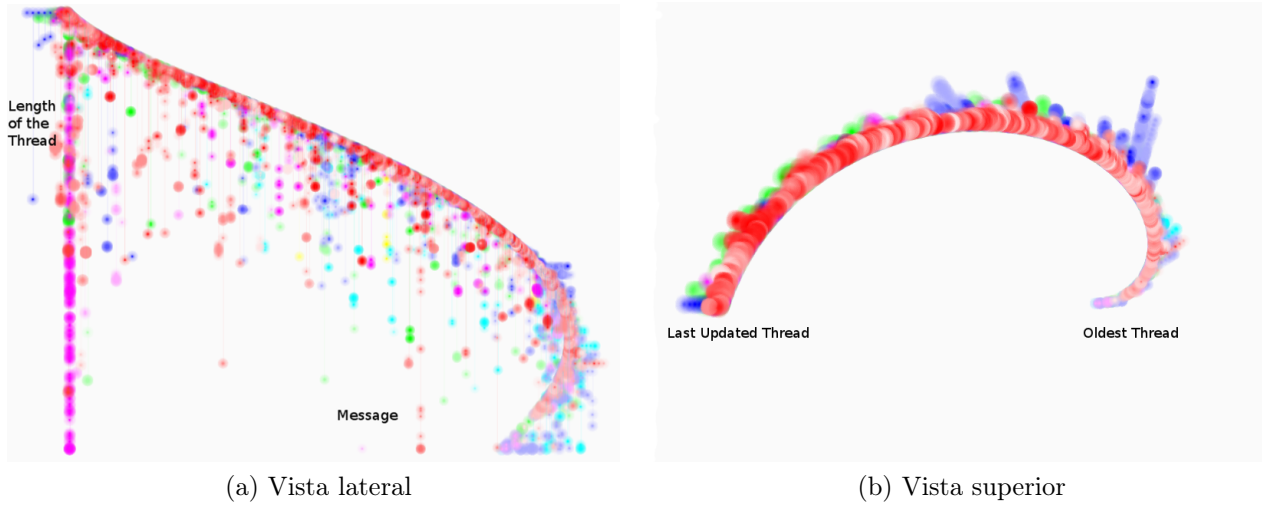 Length
of the
Thread
Message
(a) Vista lateral
Last Updated Thread
Oldest Thread
(b) Vista superior